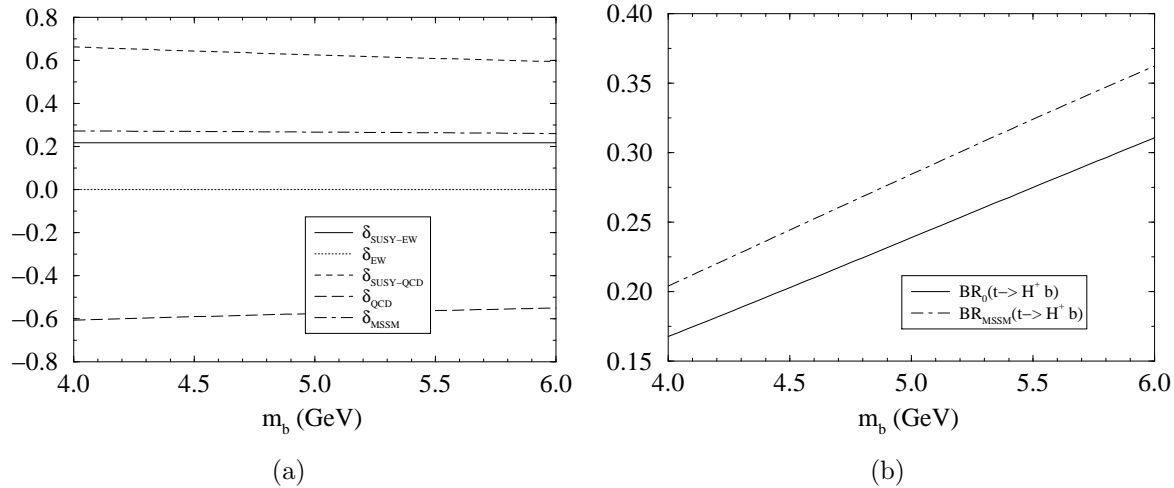 0.8
0.6
0.4
0.2
0.0
−0.2
−0.4
−0.6
−0.8
4.0 4.5 5.0 5.5 6.0
m_b (GeV)
δ_SUSY−EW
δ_EW
δ_SUSY−QCD
δ_QCD
δ_MSSM
(a)
0.40
0.35
0.30
0.25
0.20
0.15
4.0 4.5 5.0 5.5 6.0
m_b (GeV)
BR_0(t−> H^+ b)
BR_MSSM(t−> H^+ b)
(b)